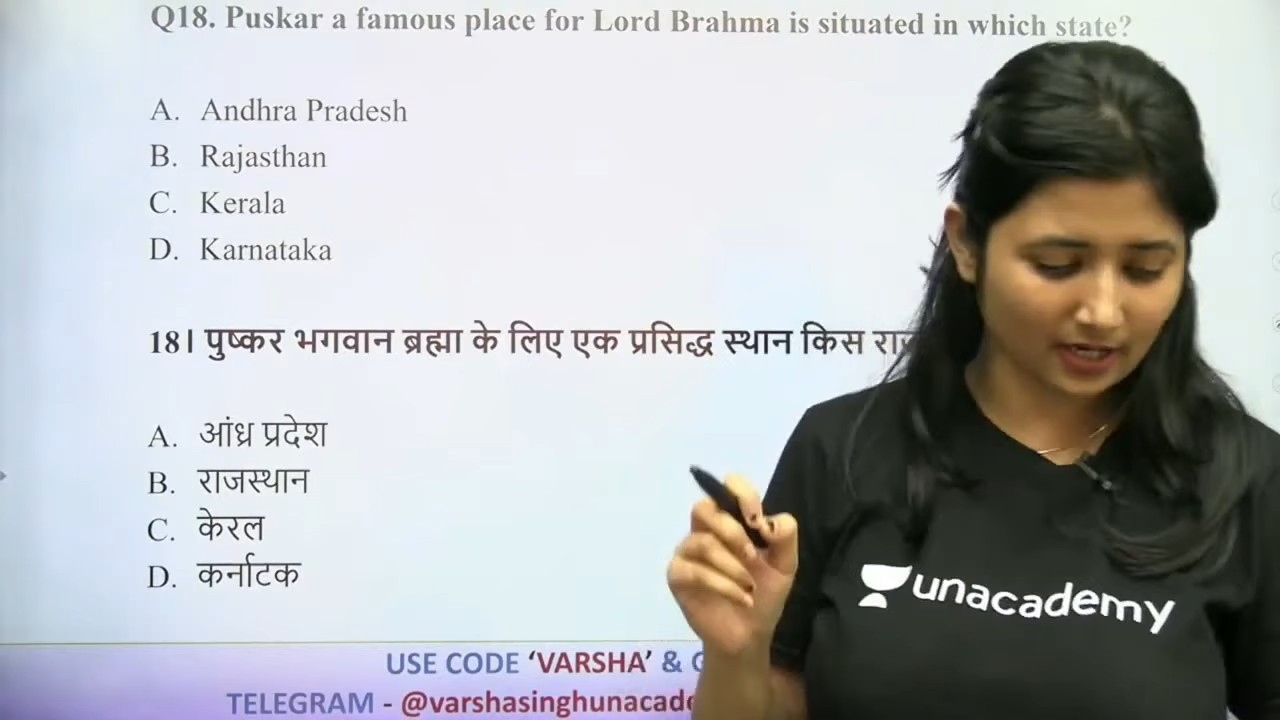 Q18. Puskar a famous place for Lord Brahma is situated in which state?
A. Andhra Pradesh
B. Rajasthan
C. Kerala
D. Karnataka
18। पुष्कर भगवान ब्रह्मा के लिए एक प्रसिद्ध स्थान किस
A. आंध्र प्रदेश
B. राजस्थान
C. केरल
D. कर्नाटक
unacademy
USE CODE ‘VARSHA’ &
TELEGRAM - @varshasinghunacad